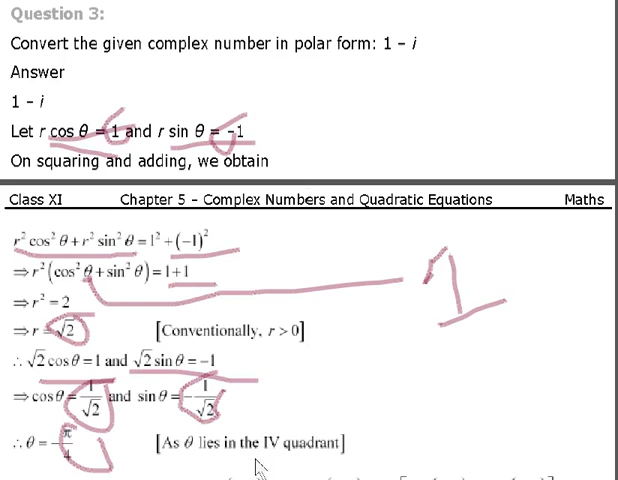 Question 3:
Convert the given complex number in polar form: 1 – i
Answer
1 – i
Let r cos θ = 1 and r sin θ = –1
On squaring and adding, we obtain
Class XI Chapter 5 – Complex Numbers and Quadratic Equations Maths
r² cos² θ + r² sin² θ = 1² + (−1)²
⇒ r² (cos² θ + sin² θ) = 1 + 1
1
⇒ r² = 2
⇒ r = √2 [Conventionally, r > 0]
∴ √2 cos θ = 1 and √2 sin θ = −1
⇒ cos θ = 1/√2 and sin θ = −1/√2
∴ θ = −π/4 [As θ lies in the IV quadrant]